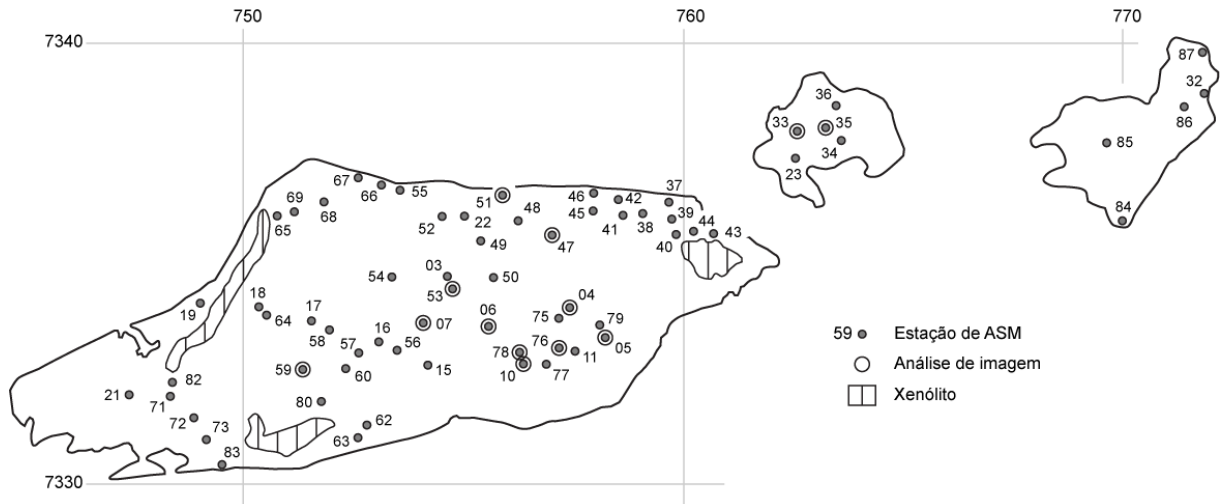 750 760 770
7340
87
36 32
33 35 86
34 85
23
67 66 55 51 46 42 37 84
69 68 52 22 48 45 41 38 39 44 43
65 49 47 40
54 03 50
53 04
19 18 17 06 75 79
64 58 16 07 76 05
57 56 78 11
59 60 15 10 77
82 80
21 71
72 73 62
63
83
7330
59 Estação de ASM
Análise de imagem
Xenólito